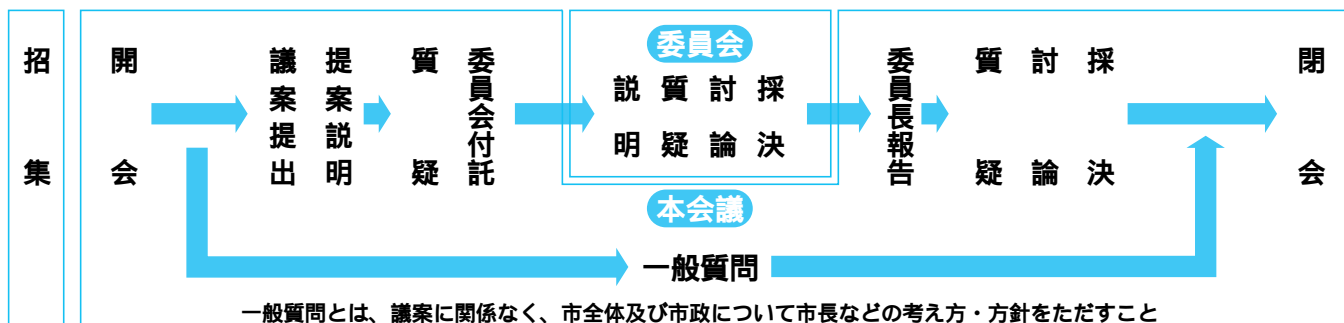 招集
開会
議案提出
提案説明
質疑
委員会付託
委員会
説明
質疑
討論
採決
委員長報告
質疑
討論
採決
閉会
本会議
一般質問
一般質問とは、議案に関係なく、市全体及び市政について市長などの考え方・方針をただすこと